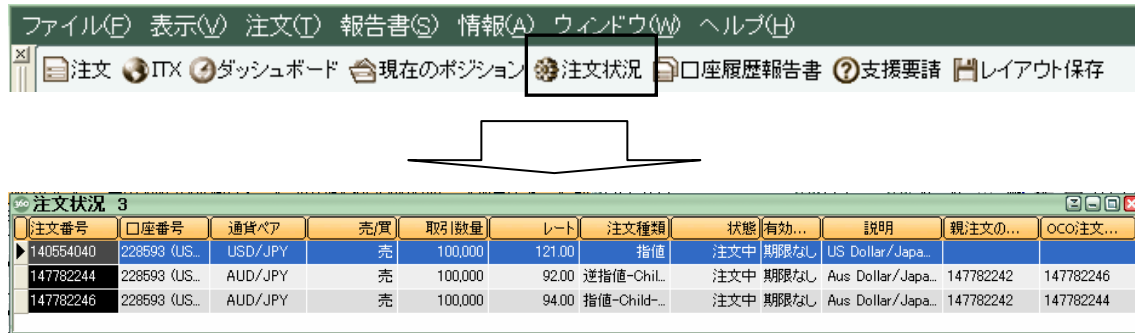 ファイル(F) 表示(V) 注文(T) 報告書(S) 情報(A) ウィンドウ(W) ヘルプ(H)
注文 ITX ダッシュボード 現在のポジション 注文状況 口座履歴報告書 支援要請 レイアウト保存
360 注文状況 3
注文番号 口座番号 通貨ペア 売/買 取引数量 レート 注文種類 状態 有効... 説明 親注文の... OCO注文...
140554040 228593 (US... USD/JPY 売 100,000 121.00 指値 注文中 期限なし US Dollar/Japa...
147782244 228593 (US... AUD/JPY 売 100,000 92.00 逆指値-Chil... 注文中 期限なし Aus Dollar/Japa... 147782242 147782246
147782246 228593 (US... AUD/JPY 売 100,000 94.00 指値-Child-... 注文中 期限なし Aus Dollar/Japa... 147782242 147782244